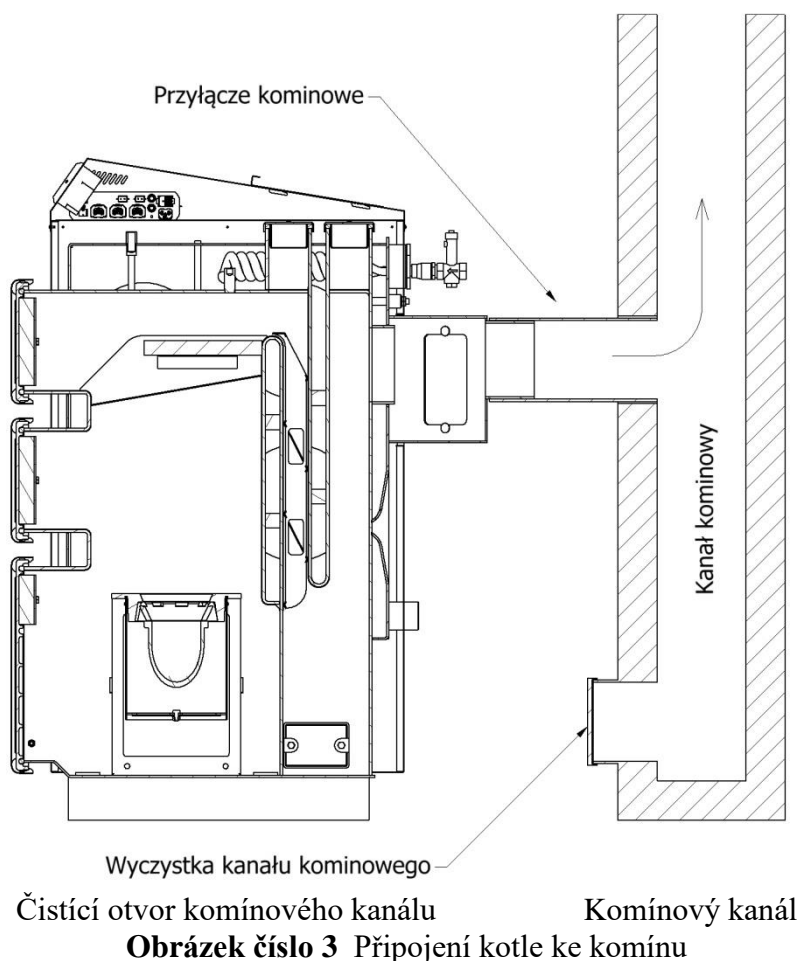 Przyłącze kominowe
Kanał kominowy
Wyczystka kanału kominowego
Čistící otvor komínového kanálu Komínový kanál
Obrázek číslo 3 Připojení kotle ke komínu